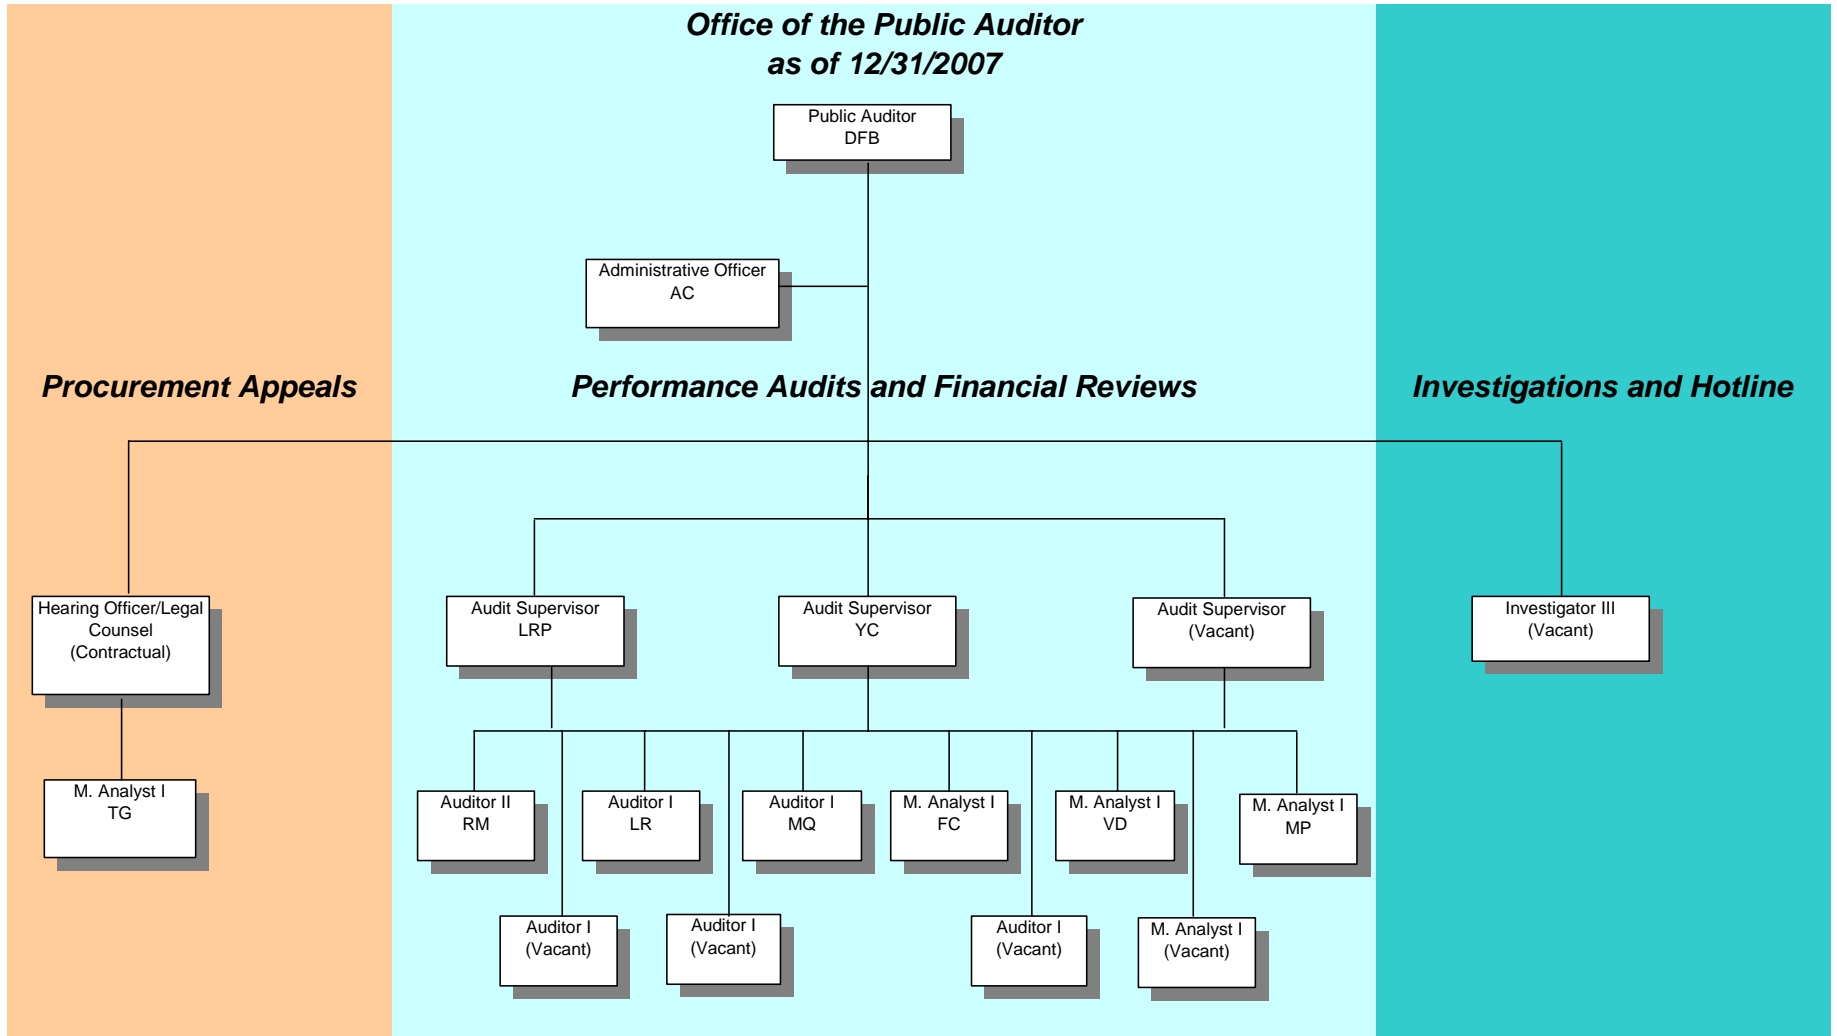 Office of the Public Auditor
as of 12/31/2007
Public Auditor
DFB
Administrative Officer
AC
Procurement Appeals
Performance Audits and Financial Reviews
Investigations and Hotline
Hearing Officer/Legal
Counsel
(Contractual)
Audit Supervisor
LRP
Audit Supervisor
YC
Audit Supervisor
(Vacant)
Investigator III
(Vacant)
M. Analyst I
TG
Auditor II
RM
Auditor I
LR
Auditor I
MQ
M. Analyst I
FC
M. Analyst I
VD
M. Analyst I
MP
Auditor I
(Vacant)
Auditor I
(Vacant)
Auditor I
(Vacant)
M. Analyst I
(Vacant)